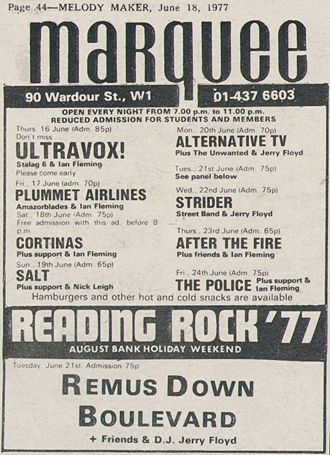 Page 44—MELODY MAKER, June 18, 1977
marquee
90 Wardour St., W1 01-437 6603
OPEN EVERY NIGHT FROM 7.00 p.m. to 11.00 p.m.
REDUCED ADMISSION FOR STUDENTS AND MEMBERS
Thurs. 16 June (Adm. 85p)
Don't miss
ULTRAVOX!
Stalag 6 & Ian Fleming
Please come early
Fri. 17 June (Adm. 70p)
PLUMMET AIRLINES
Amazorblades & Ian Fleming
Sat. 18th June (Adm. 75p)
Free admission with this ad. before 8
p.m.
CORTINAS
Plus support & Ian Fleming
Sun. 19th June (Adm. 65p)
SALT
Plus support & Nick Leigh
Mon. 20th June (Adm. 70p)
ALTERNATIVE TV
Plus The Unwanted & Jerry Floyd
Tues. 21st June (Adm. 75p)
See panel below
Wed. 22nd June (Adm. 75p)
STRIDER
Street Band & Jerry Floyd
Thurs. 23rd June (Adm. 65p)
AFTER THE FIRE
Plus friends & Ian Fleming
Fri. 24th June (Adm. 75p)
THE POLICE Plus support &
Ian Fleming
Hamburgers and other hot and cold snacks are available
READING ROCK '77
AUGUST BANK HOLIDAY WEEKEND
Tuesday, June 21st. Admission 75p
REMUS DOWN
BOULEVARD
+ Friends & D.J. Jerry Floyd